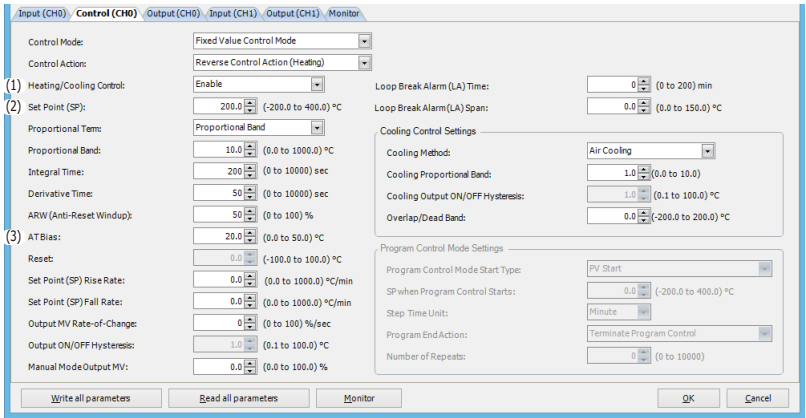 Input (CH0) Control (CH0) Output (CH0) Input (CH1) Output (CH1) Monitor
Control Mode: Fixed Value Control Mode
Control Action: Reverse Control Action (Heating)
(1) Heating/Cooling Control: Enable
(2) Set Point (SP): 200.0 (-200.0 to 400.0) °C
Proportional Term: Proportional Band
Proportional Band: 10.0 (0.0 to 1000.0) °C
Integral Time: 200 (0 to 10000) sec
Derivative Time: 50 (0 to 10000) sec
ARW (Anti-Reset Windup): 50 (0 to 100) %
(3) AT Bias: 20.0 (0.0 to 50.0) °C
Reset: 0.0 (-100.0 to 100.0) °C
Set Point (SP) Rise Rate: 0.0 (0.0 to 1000.0) °C/min
Set Point (SP) Fall Rate: 0.0 (0.0 to 1000.0) °C/min
Output MV Rate-of-Change: 0 (0 to 100) %/sec
Output ON/OFF Hysteresis: 1.0 (0.1 to 100.0) °C
Manual Mode Output MV: 0.0 (0.0 to 100.0) %
Loop Break Alarm (LA) Time: 0 (0 to 200) min
Loop Break Alarm (LA) Span: 0.0 (0.0 to 150.0) °C
Cooling Control Settings
Cooling Method: Air Cooling
Cooling Proportional Band: 1.0 (0.0 to 10.0)
Cooling Output ON/OFF Hysteresis: 1.0 (0.1 to 100.0) °C
Overlap/Dead Band: 0.0 (-200.0 to 200.0) °C
Program Control Mode Settings
Program Control Mode Start Type: PV Start
SP when Program Control Starts: 0.0 (-200.0 to 400.0) °C
Step Time Unit: Minute
Program End Action: Terminate Program Control
Number of Repeats: 0 (0 to 10000)
Write all parameters Read all parameters Monitor OK Cancel